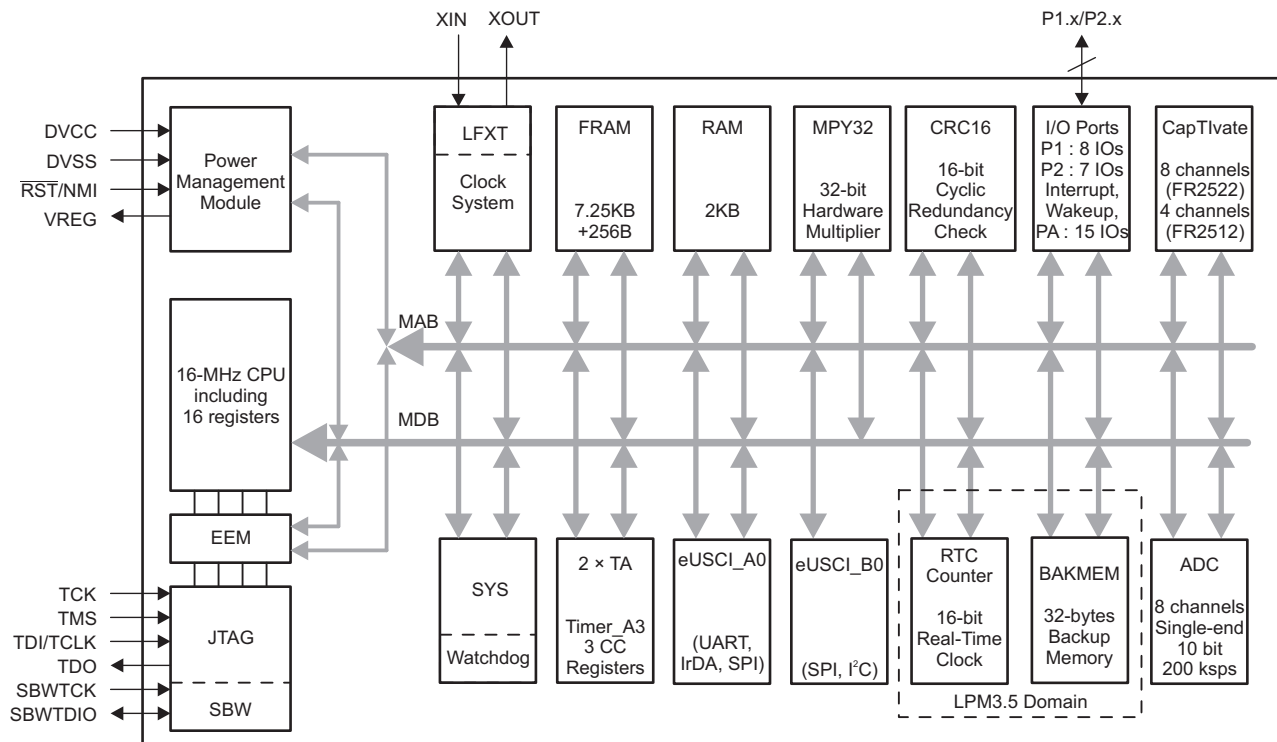 XIN
XOUT
P1.x/P2.x
DVCC
DVSS
RST/NMI
VREG
Power
Management
Module
LFXT
Clock
System
FRAM
7.25KB
+256B
RAM
2KB
MPY32
32-bit
Hardware
Multiplier
CRC16
16-bit
Cyclic
Redundancy
Check
I/O Ports
P1 : 8 IOs
P2 : 7 IOs
Interrupt,
Wakeup,
PA : 15 IOs
CapTIvate
8 channels
(FR2522)
4 channels
(FR2512)
MAB
16-MHz CPU
including
16 registers
MDB
EEM
TCK
TMS
TDI/TCLK
TDO
SBWTCK
SBWTDIO
JTAG
SBW
SYS
Watchdog
2 × TA
Timer_A3
3 CC
Registers
eUSCI_A0
(UART,
IrDA, SPI)
eUSCI_B0
(SPI, I²C)
RTC
Counter
16-bit
Real-Time
Clock
BAKMEM
32-bytes
Backup
Memory
LPM3.5 Domain
ADC
8 channels
Single-end
10 bit
200 ksps